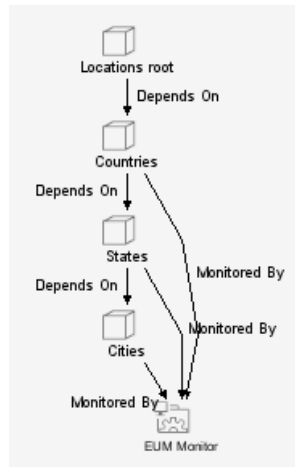 Locations root
Depends On
Countries
Depends On
States
Monitored By
Depends On
Monitored By
Cities
Monitored By
EUM Monitor